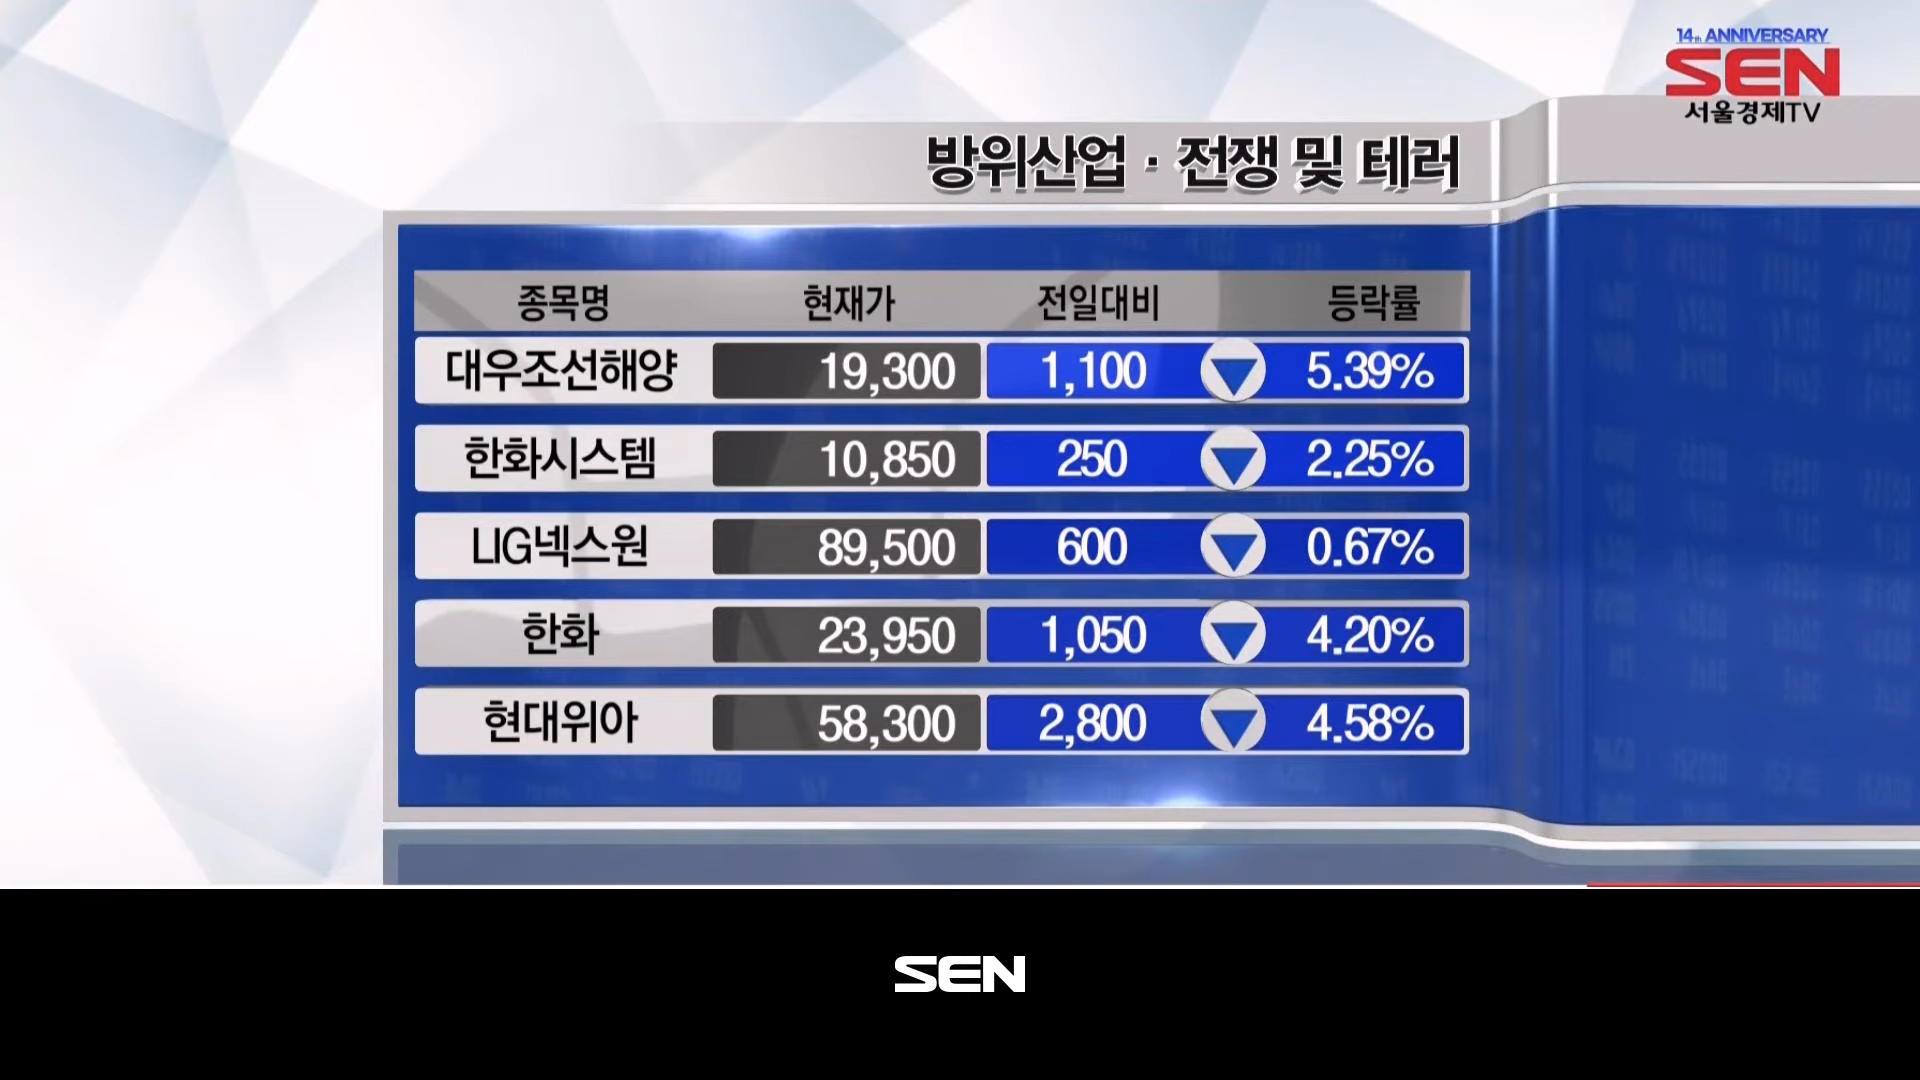 14th ANNIVERSARY
SEN
서울경제TV
방위산업 · 전쟁 및 테러
종목명 현재가 전일대비 등락률
대우조선해양 19,300 1,100 ▼ 5.39%
한화시스템 10,850 250 ▼ 2.25%
LIG넥스원 89,500 600 ▼ 0.67%
한화 23,950 1,050 ▼ 4.20%
현대위아 58,300 2,800 ▼ 4.58%
SEN